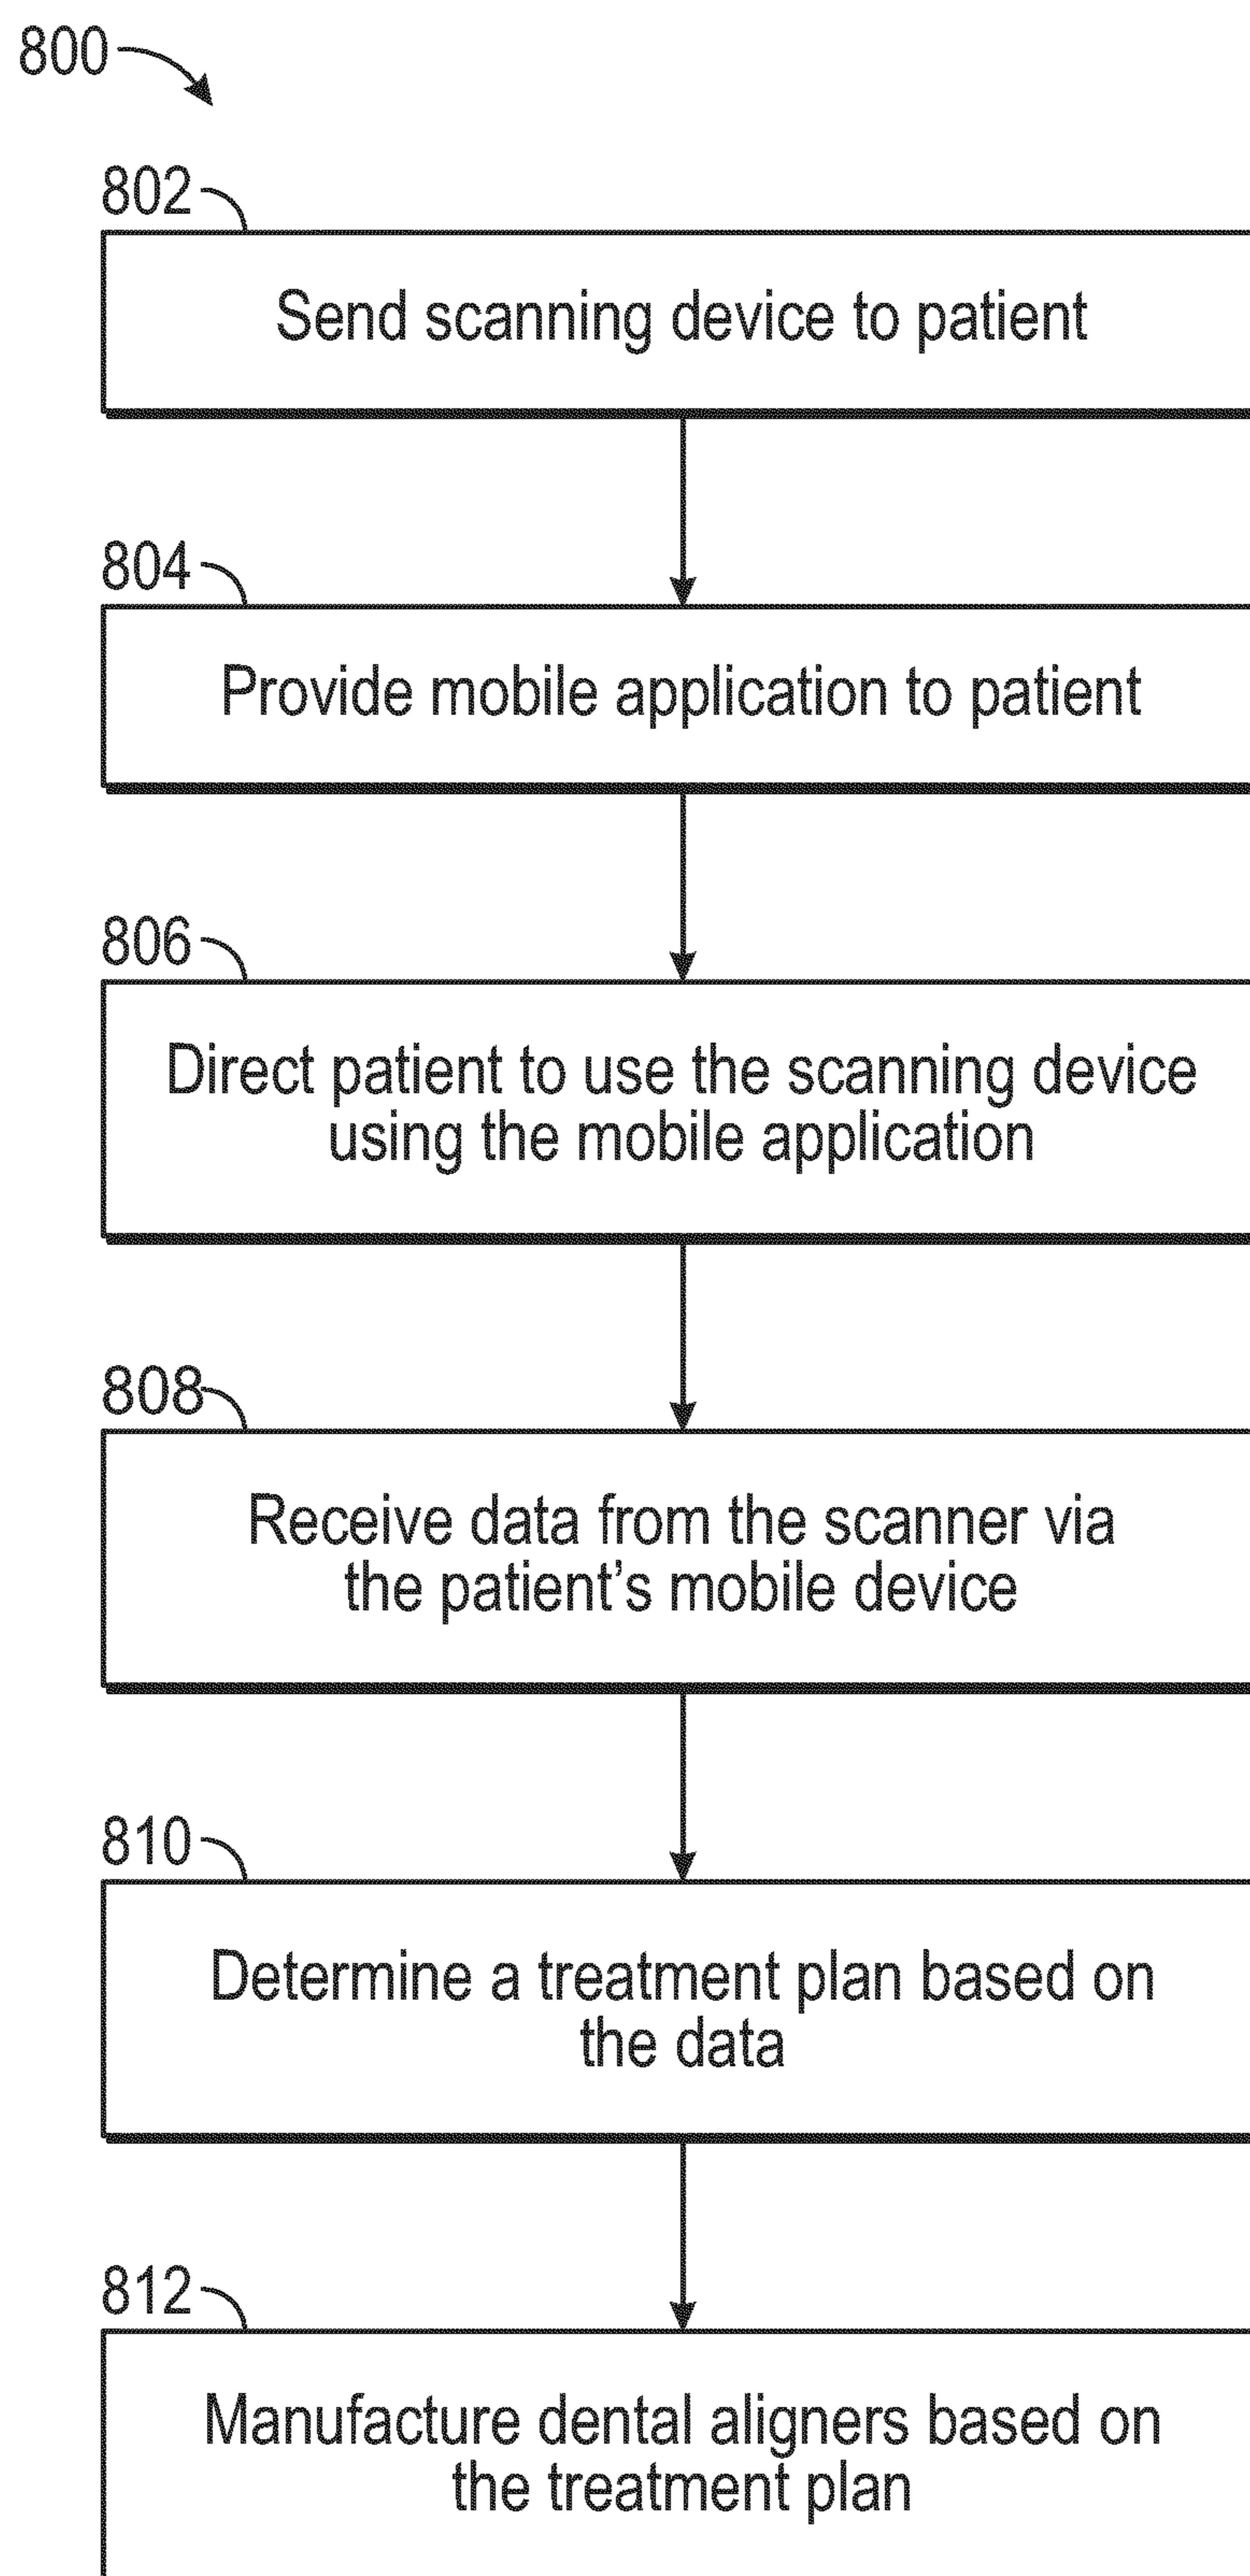 800
802
Send scanning device to patient
804
Provide mobile application to patient
806
Direct patient to use the scanning device
using the mobile application
808
Receive data from the scanner via
the patient’s mobile device
810
Determine a treatment plan based on
the data
812
Manufacture dental aligners based on
the treatment plan